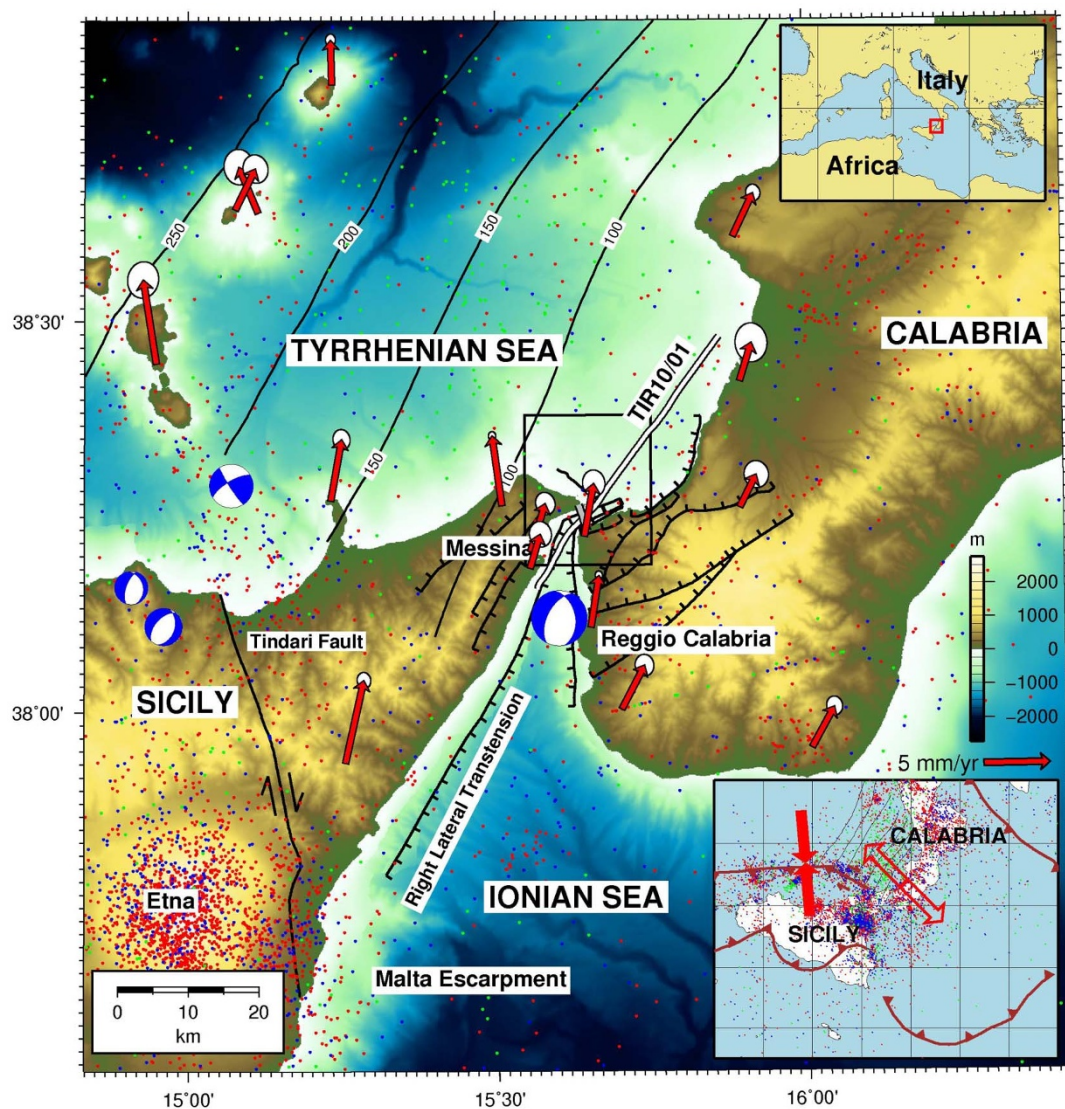 Italy
Africa
250
200
150
100
38°30'
TYRRHENIAN SEA
TIR10/01
CALABRIA
150
100
Messina
m
2000
1000
0
−1000
−2000
Tindari Fault
Reggio Calabria
SICILY
38°00'
5 mm/yr
Right Lateral Transtension
CALABRIA
Etna
IONIAN SEA
SICILY
Malta Escarpment
0 10 20
km
15°00' 15°30' 16°00'